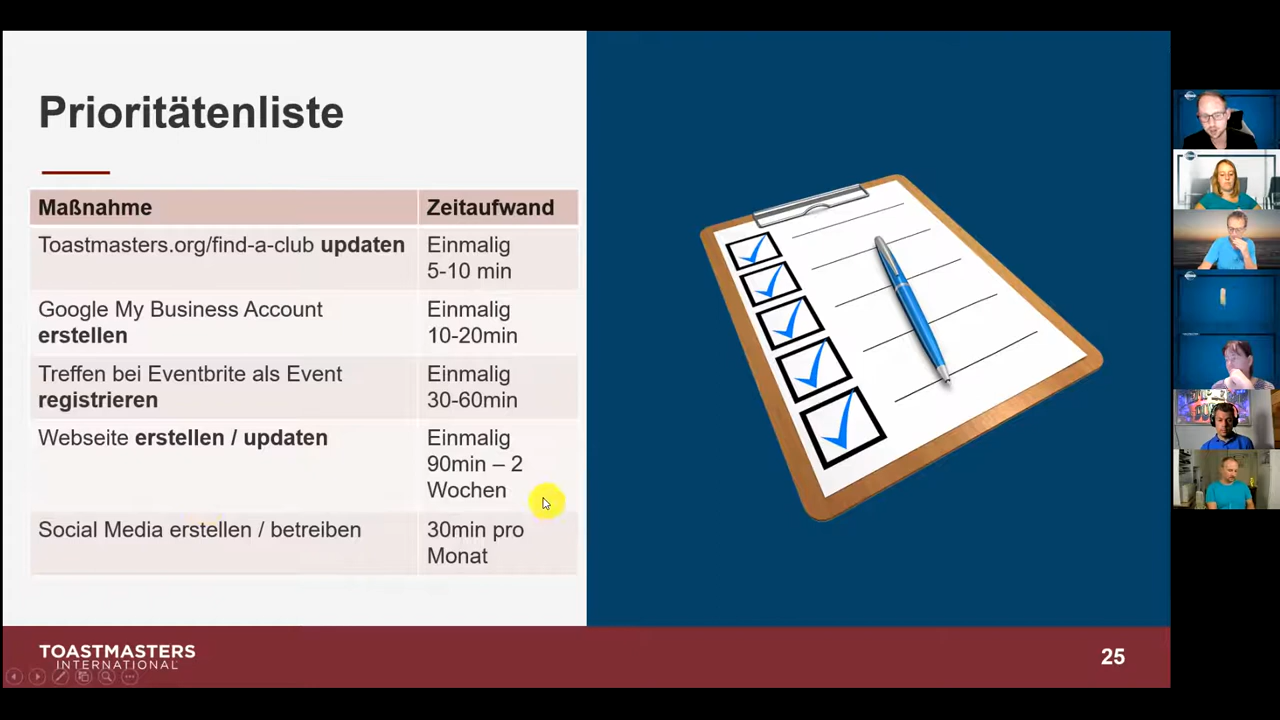 Prioritätenliste
Maßnahme Zeitaufwand
Toastmasters.org/find-a-club updaten Einmalig
5-10 min
Google My Business Account Einmalig
erstellen 10-20min
Treffen bei Eventbrite als Event Einmalig
registrieren 30-60min
Webseite erstellen / updaten Einmalig
90min – 2
Wochen
Social Media erstellen / betreiben 30min pro
Monat
TOASTMASTERS
INTERNATIONAL
25